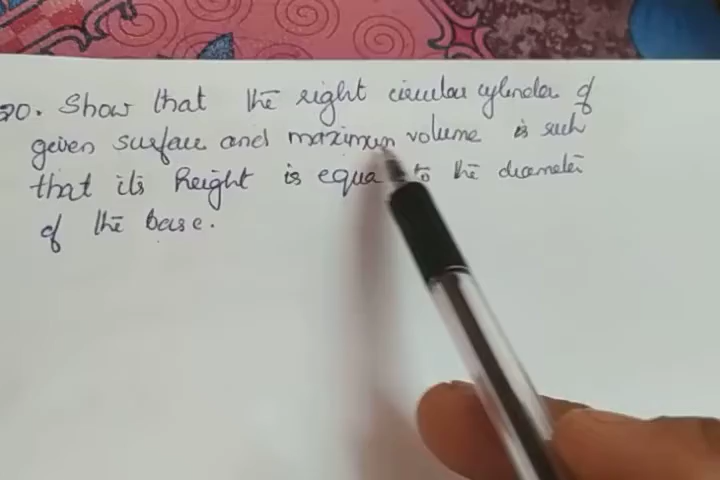 20. Show that the right circular cylinder of
given surface and maximum volume is such
that its height is equal to the diameter
of the base.